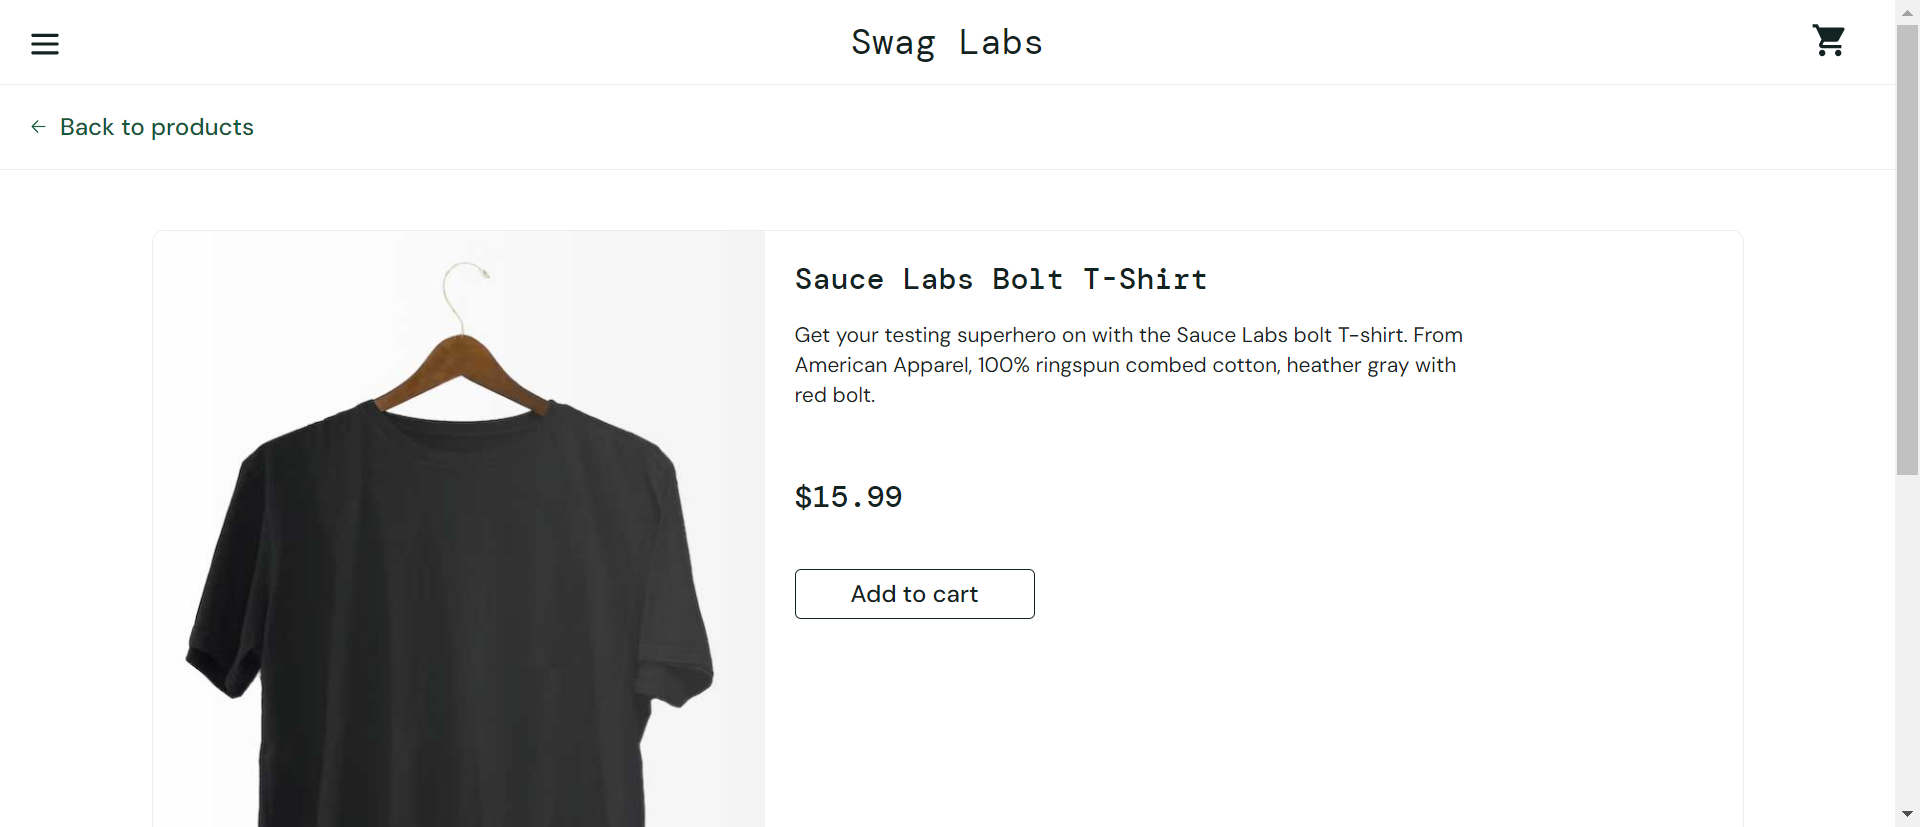 Swag Labs
Back to products
Sauce Labs Bolt T-Shirt
Get your testing superhero on with the Sauce Labs bolt T-shirt. From
American Apparel, 100% ringspun combed cotton, heather gray with
red bolt.
$15.99
Add to cart